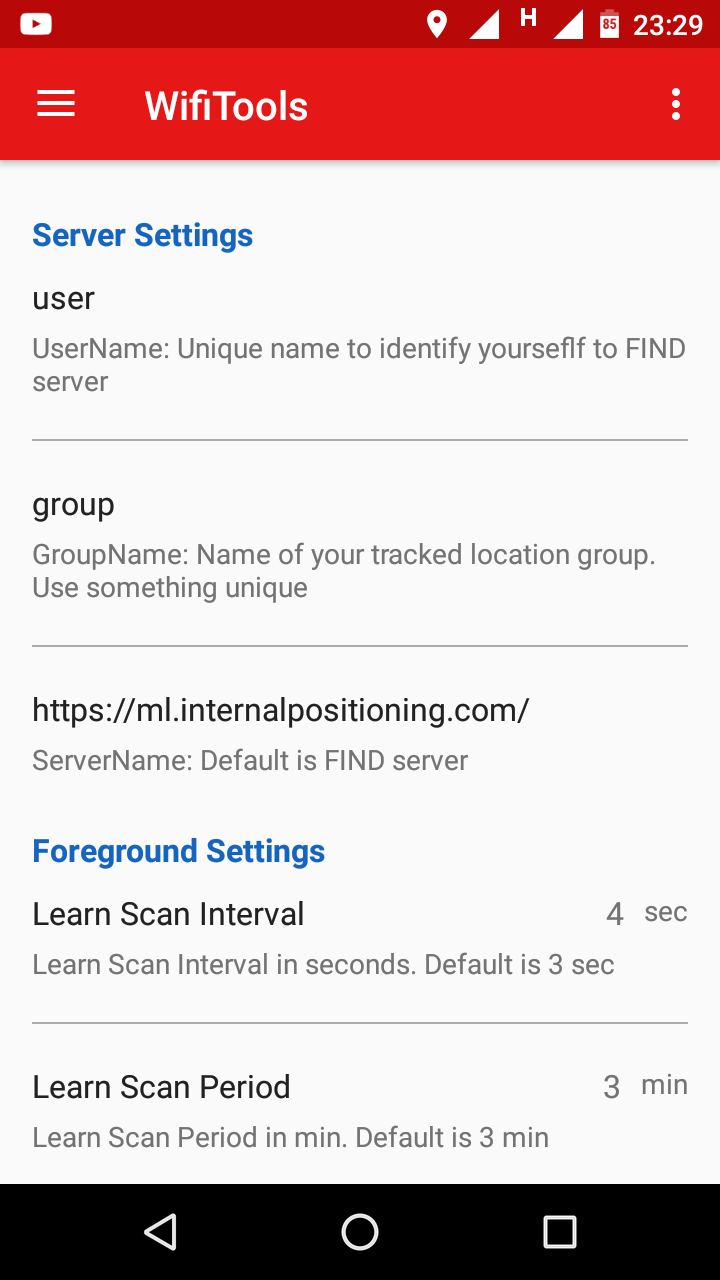 H 85 23:29
WifiTools
Server Settings
user
UserName: Unique name to identify yourseflf to FIND
server
group
GroupName: Name of your tracked location group.
Use something unique
https://ml.internalpositioning.com/
ServerName: Default is FIND server
Foreground Settings
Learn Scan Interval 4 sec
Learn Scan Interval in seconds. Default is 3 sec
Learn Scan Period 3 min
Learn Scan Period in min. Default is 3 min